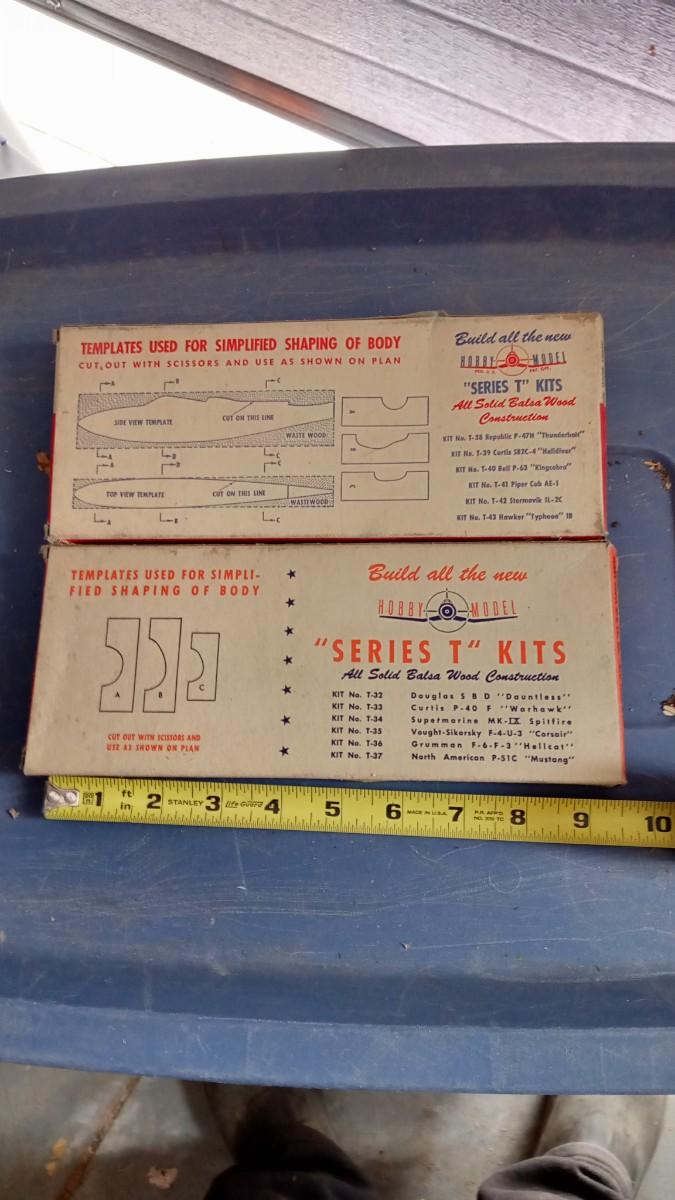 TEMPLATES USED FOR SIMPLIFIED SHAPING OF BODY
CUT OUT WITH SCISSORS AND USE AS SHOWN ON PLAN
A
B
C
SIDE VIEW TEMPLATE
CUT ON THIS LINE
WASTE WOOD
A
B
C
A
B
C
TOP VIEW TEMPLATE
CUT ON THIS LINE
WASTE WOOD
A
B
C
Build all the new
HOBBY MODEL
REG. U.S. PAT. OFF.
"SERIES T" KITS
All Solid Balsa Wood
Construction
KIT No. T-38 Republic P-47N "Thunderbolt"
KIT No. T-39 Curtis SB2C-4 "Helldiver"
KIT No. T-40 Bell P-63 "Kingcobra"
KIT No. T-41 Piper Cub AE-1
KIT No. T-42 Stormovik IL-2C
KIT No. T-43 Hawker "Typhoon" IB
TEMPLATES USED FOR SIMPLI-
FIED SHAPING OF BODY
A
B
C
CUT OUT WITH SCISSORS AND
USE AS SHOWN ON PLAN
Build all the new
HOBBY MODEL
"SERIES T" KITS
All Solid Balsa Wood Construction
KIT No. T-32 Douglas S B D "Dauntless"
KIT No. T-33 Curtis P-40 F "Warhawk"
KIT No. T-34 Supermarine MK-IX Spitfire
KIT No. T-35 Vought-Sikorsky F-4-U-3 "Corsair"
KIT No. T-36 Grumman F-6-F-3 "Hellcat"
KIT No. T-37 North American P-51C "Mustang"
1 ft in 2 STANLEY 3 Life Guard 4 5 6 MADE IN U.S.A. 7 8 9 10